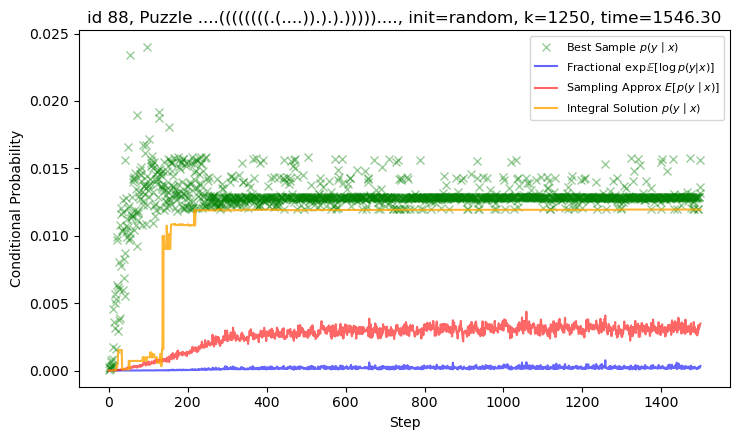 id 88, Puzzle ....((((((((.(.(....)).).).).)))))...., init=random, k=1250, time=1546.30
Best Sample p(y | x)
Fractional exp𝔼[log p(y|x)]
Sampling Approx E[p(y | x)]
Integral Solution p(y | x)
0.025
0.020
0.015
0.010
0.005
0.000
Conditional Probability
0
200
400
600
800
1000
1200
1400
Step